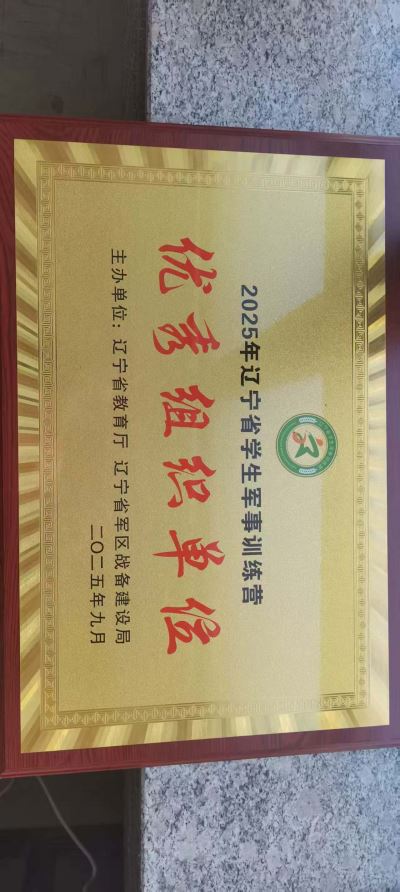 2025年辽宁省学生军事训练营
优秀组织单位
主办单位：辽宁省教育厅 辽宁省军区战备建设局
二〇二五年九月